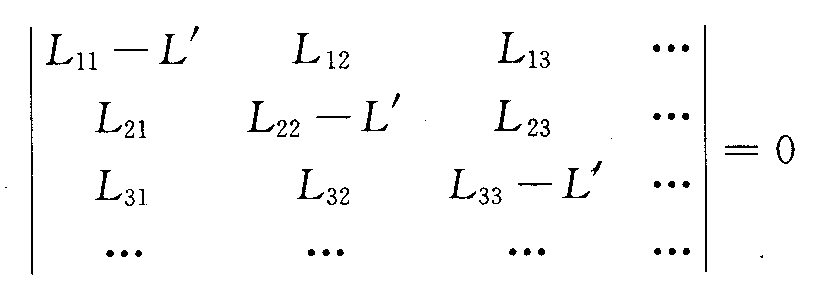 | L₁₁ − L′ L₁₂ L₁₃ ⋯ |
| L₂₁ L₂₂ − L′ L₂₃ ⋯ | = 0
| L₃₁ L₃₂ L₃₃ − L′ ⋯ |
| ⋯ ⋯ ⋯ ⋯ |